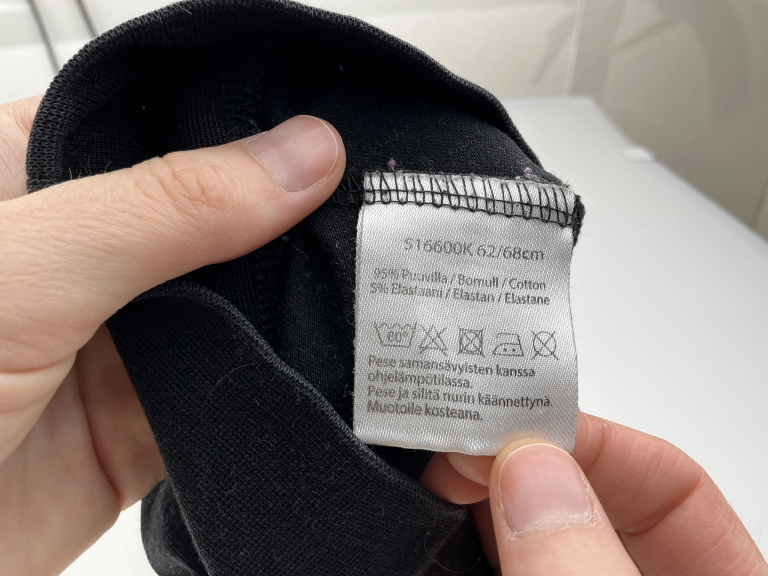 516600K 62/68cm
95% Puuvilla / Bomull / Cotton
5% Elastaani / Elastan / Elastane
60°
Pese samansävyisten kanssa
ohjelämpötilassa.
Pese ja silitä nurin käännettynä.
Muotoile kosteana.